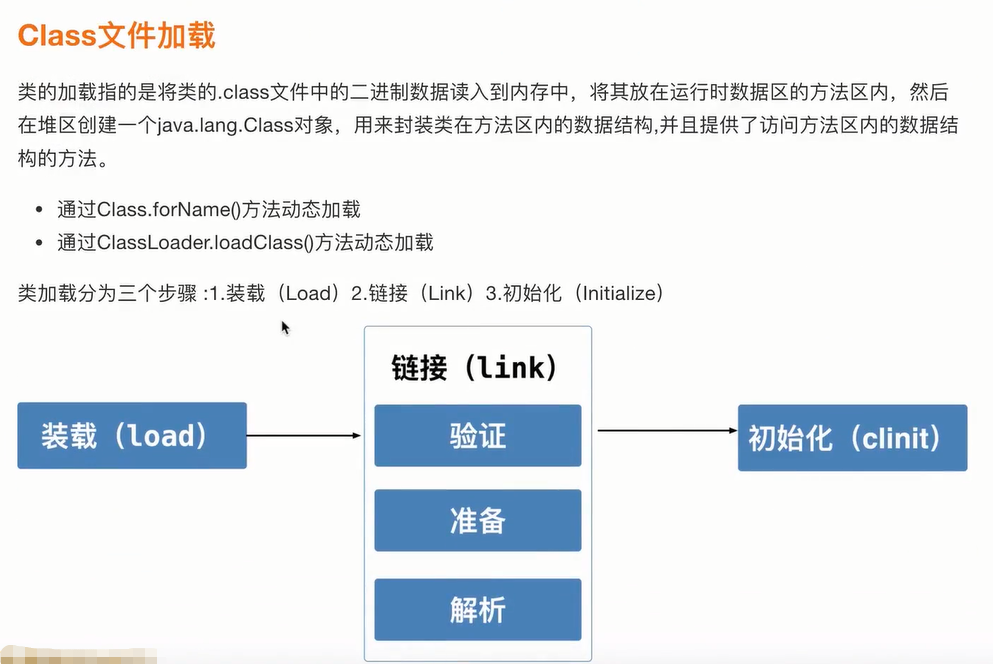 Class文件加载
类的加载指的是将类的.class文件中的二进制数据读入到内存中，将其放在运行时数据区的方法区内，然后
在堆区创建一个java.lang.Class对象，用来封装类在方法区内的数据结构,并且提供了访问方法区内的数据结
构的方法。
• 通过Class.forName()方法动态加载
• 通过ClassLoader.loadClass()方法动态加载
类加载分为三个步骤 :1.装载（Load）2.链接（Link）3.初始化（Initialize）
装载（load）
链接（link）
验证
准备
解析
初始化（clinit）